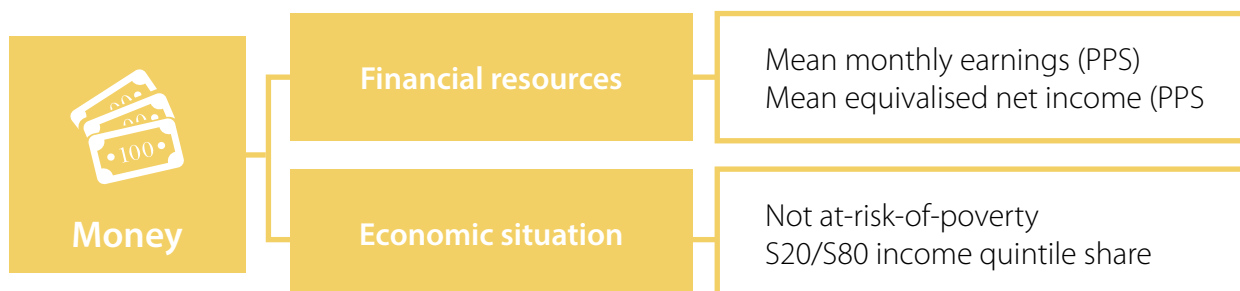 100
Money
Financial resources
Mean monthly earnings (PPS)
Mean equivalised net income (PPS
Economic situation
Not at-risk-of-poverty
S20/S80 income quintile share